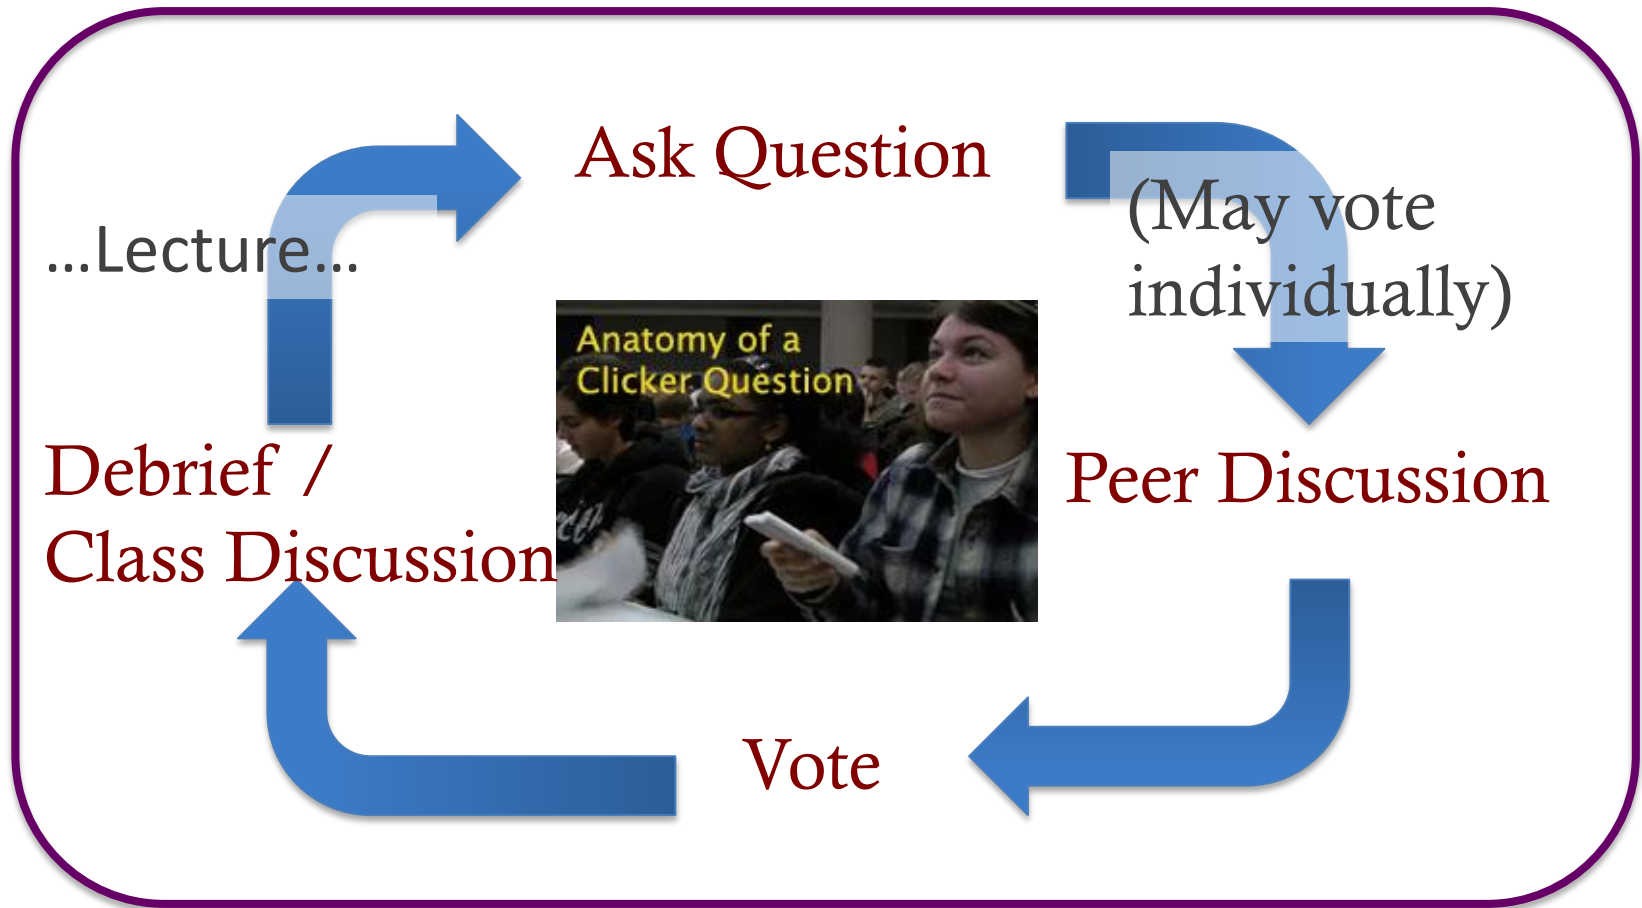 Ask Question
(May vote
individually)
...Lecture...
Anatomy of a
Clicker Question
Debrief /
Class Discussion
Peer Discussion
Vote